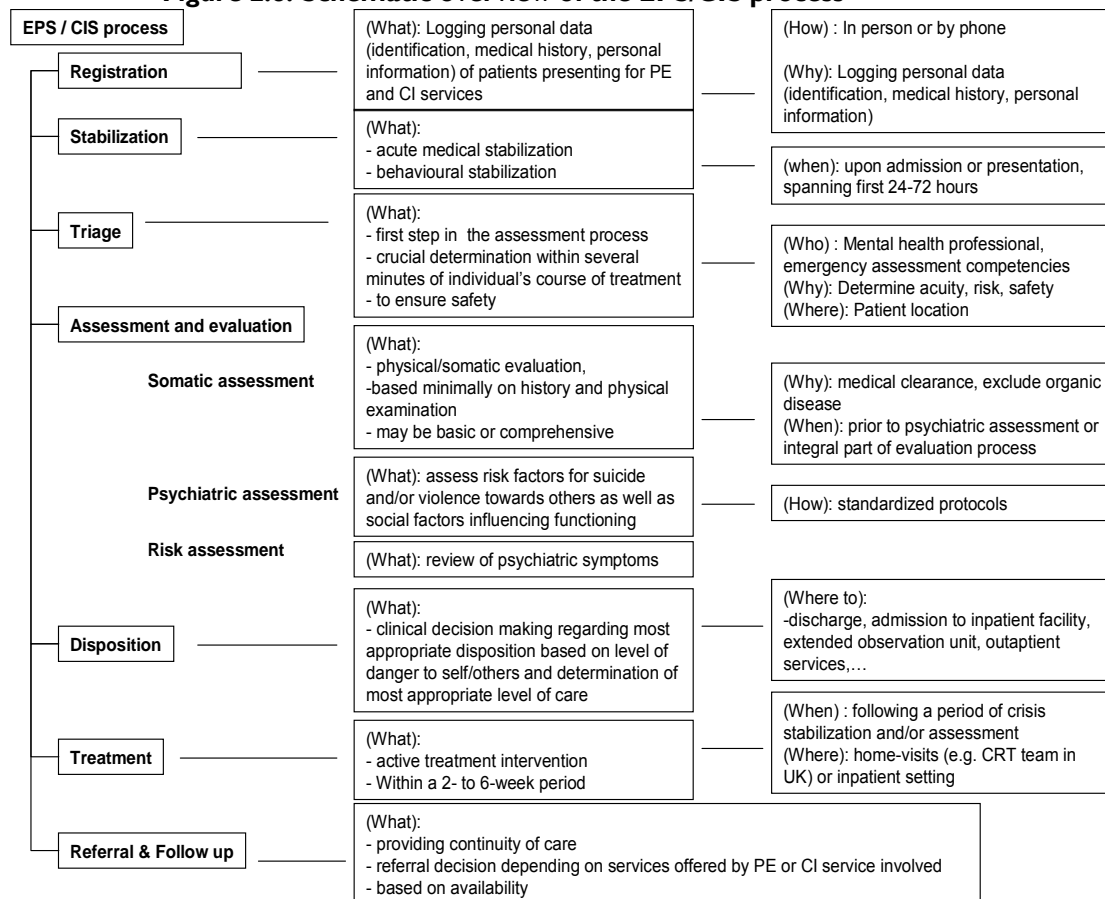 Figure Schematic overview of the EPS/CIS process
EPS / CIS process
Registration
(What): Logging personal data
(identification, medical history, personal
information) of patients presenting for PE
and CI services
(How) : In person or by phone
(Why): Logging personal data
(identification, medical history, personal
information)
Stabilization
(What):
- acute medical stabilization
- behavioural stabilization
(when): upon admission or presentation,
spanning first 24-72 hours
Triage
(What):
- first step in the assessment process
- crucial determination within several
minutes of individual's course of treatment
- to ensure safety
(Who) : Mental health professional,
emergency assessment competencies
(Why): Determine acuity, risk, safety
(Where): Patient location
Assessment and evaluation
Somatic assessment
(What):
- physical/somatic evaluation,
-based minimally on history and physical
examination
- may be basic or comprehensive
(Why): medical clearance, exclude organic
disease
(When): prior to psychiatric assessment or
integral part of evaluation process
Psychiatric assessment
(What): assess risk factors for suicide
and/or violence towards others as well as
social factors influencing functioning
(How): standardized protocols
Risk assessment
(What): review of psychiatric symptoms
Disposition
(What):
- clinical decision making regarding most
appropriate disposition based on level of
danger to self/others and determination of
most appropriate level of care
(Where to):
-discharge, admission to inpatient facility,
extended observation unit, outaptient
services,…
Treatment
(What):
- active treatment intervention
- Within a 2- to 6-week period
(When) : following a period of crisis
stabilization and/or assessment
(Where): home-visits (e.g. CRT team in
UK) or inpatient setting
Referral & Follow up
(What):
- providing continuity of care
- referral decision depending on services offered by PE or CI service involved
- based on availability